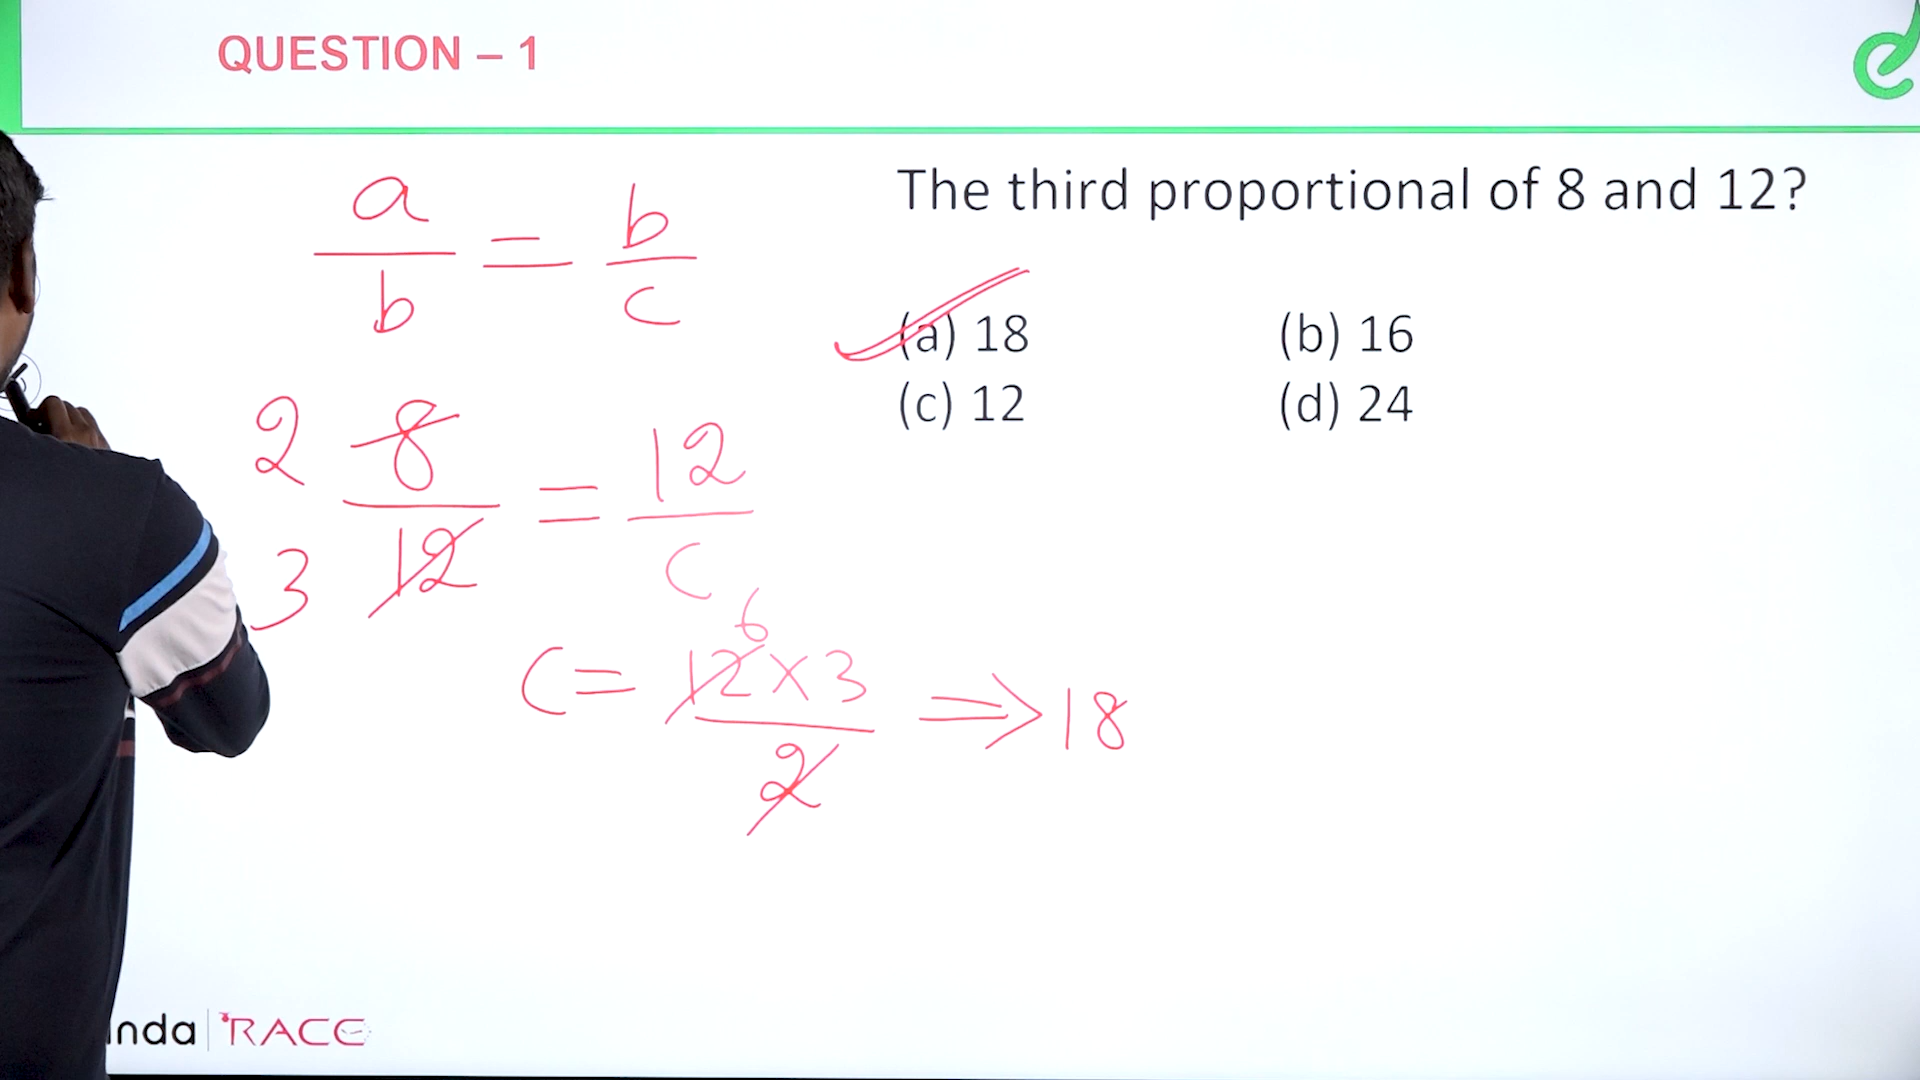 QUESTION – 1
The third proportional of 8 and 12?
(a) 18
(b) 16
(c) 12
(d) 24
a/b = b/c
2 8/12 = 12/c
3
6
c = 12 × 3/2 ⇒ 18
nda | RACE